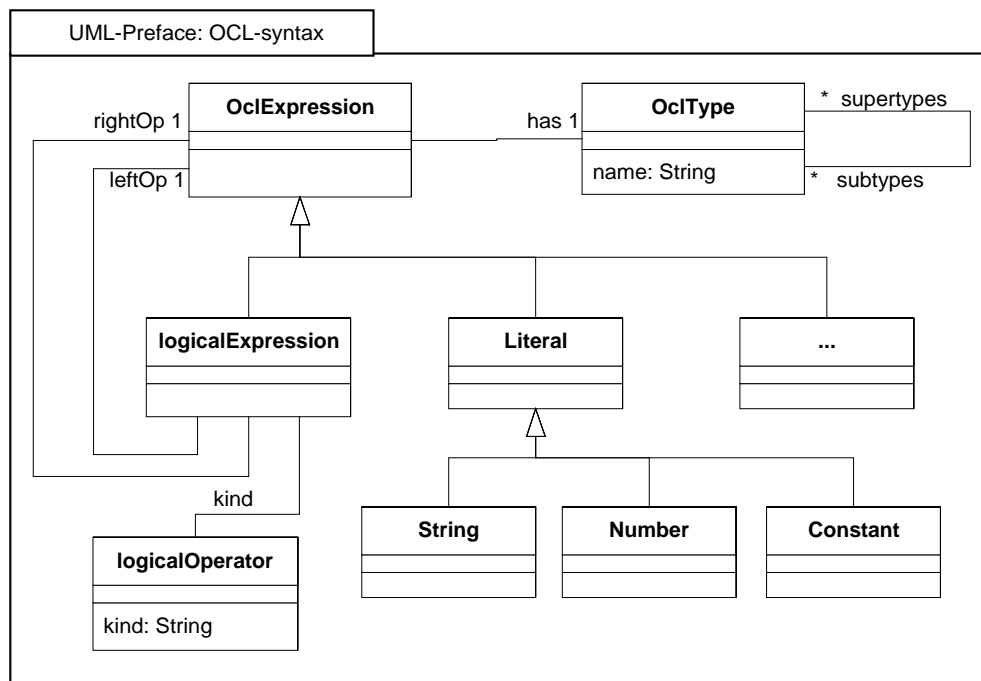 UML-Preface: OCL-syntax
OclExpression
OclType
* supertypes
rightOp 1
has 1
leftOp 1
name: String
* subtypes
logicalExpression
Literal
...
kind
String
Number
Constant
logicalOperator
kind: String